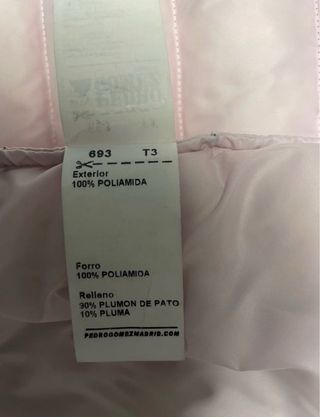 693 T3
Exterior
100% POLIAMIDA
Forro
100% POLIAMIDA
Relleno
90% PLUMON DE PATO
10% PLUMA
PEDROGOMEZMADRID.COM